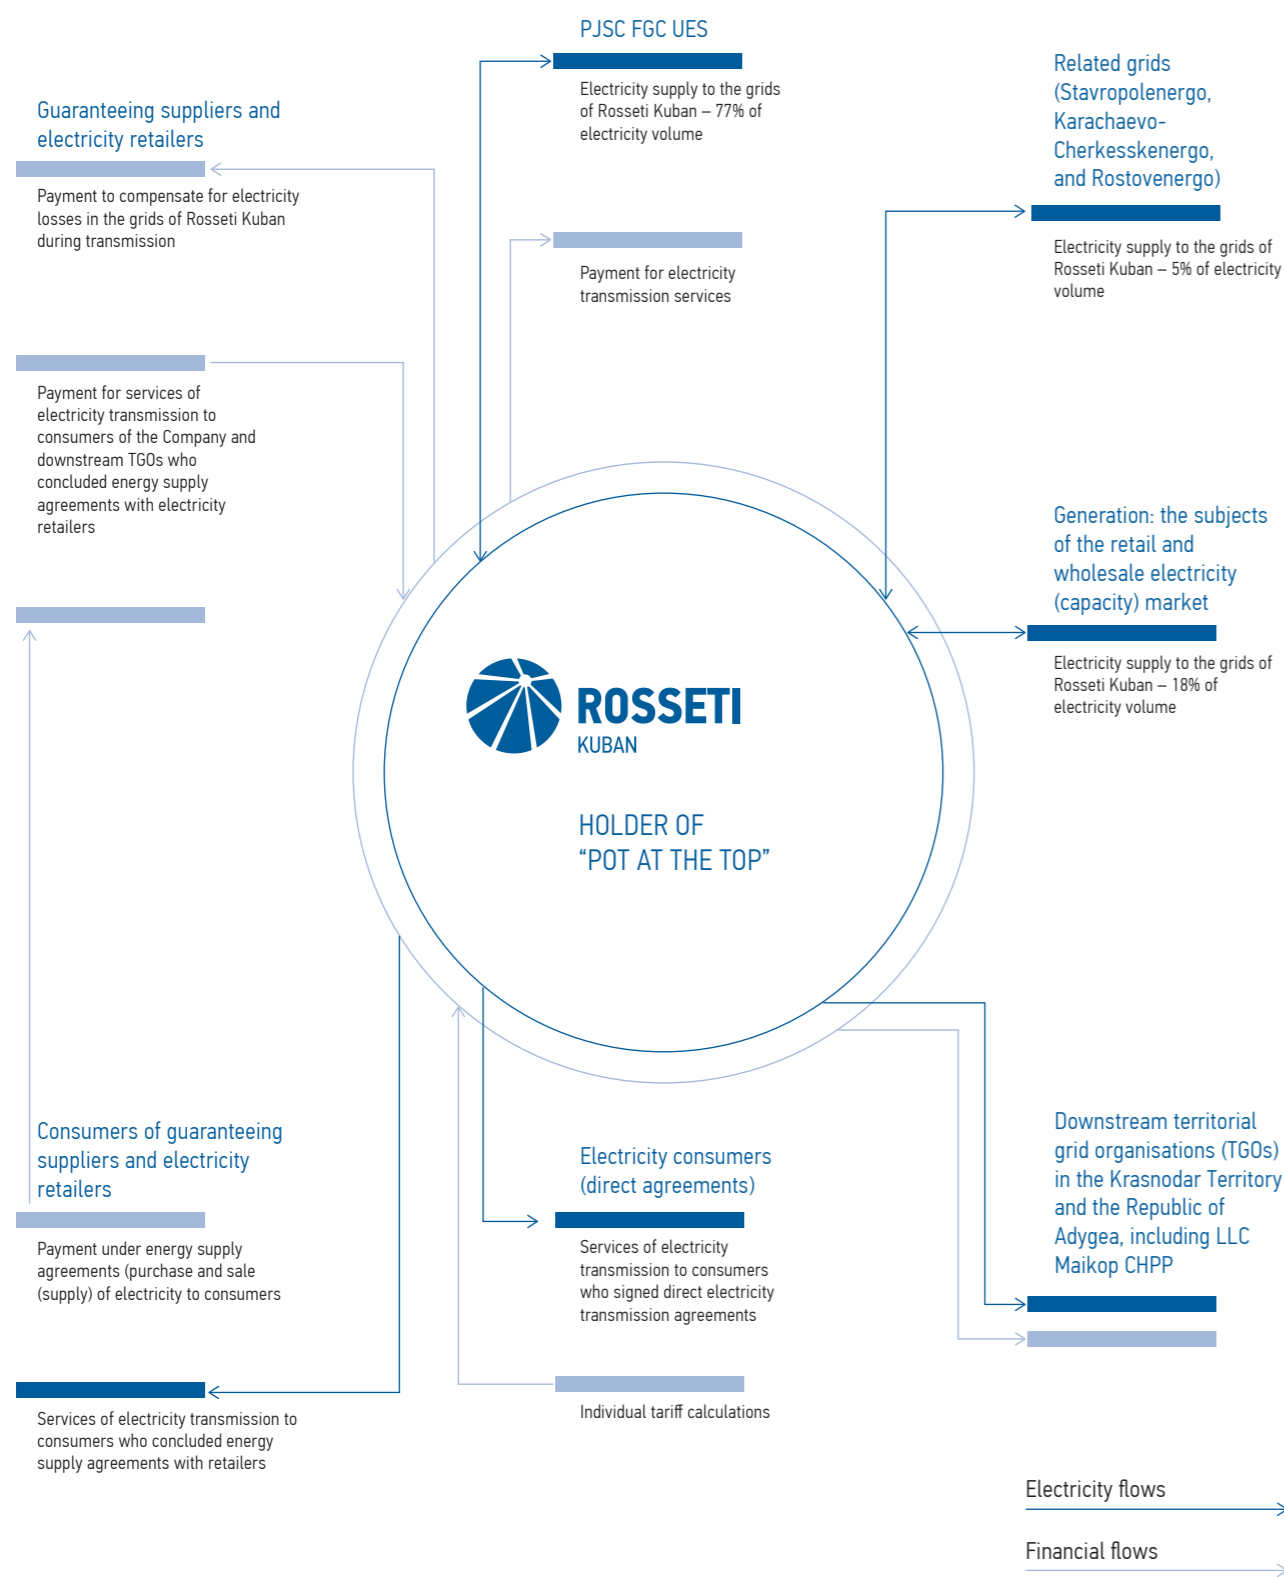 PJSC FGC UES
Electricity supply to the grids
of Rosseti Kuban – 77% of
electricity volume
Payment for electricity
transmission services
Related grids
(Stavropolenergo,
Karachaevo-
Cherkesskenergo,
and Rostovenergo)
Electricity supply to the grids of
Rosseti Kuban – 5% of electricity
volume
Guaranteeing suppliers and
electricity retailers
Payment to compensate for electricity
losses in the grids of Rosseti Kuban
during transmission
Payment for services of
electricity transmission to
consumers of the Company and
downstream TGOs who
concluded energy supply
agreements with electricity
retailers
Generation: the subjects
of the retail and
wholesale electricity
(capacity) market
Electricity supply to the grids of
Rosseti Kuban – 18% of
electricity volume
ROSSETI
KUBAN
HOLDER OF
“POT AT THE TOP”
Consumers of guaranteeing
suppliers and electricity
retailers
Payment under energy supply
agreements (purchase and sale
(supply) of electricity to consumers
Services of electricity transmission to
consumers who concluded energy
supply agreements with retailers
Electricity consumers
(direct agreements)
Services of electricity
transmission to consumers
who signed direct electricity
transmission agreements
Individual tariff calculations
Downstream territorial
grid organisations (TGOs)
in the Krasnodar Territory
and the Republic of
Adygea, including LLC
Maikop CHPP
Electricity flows
Financial flows